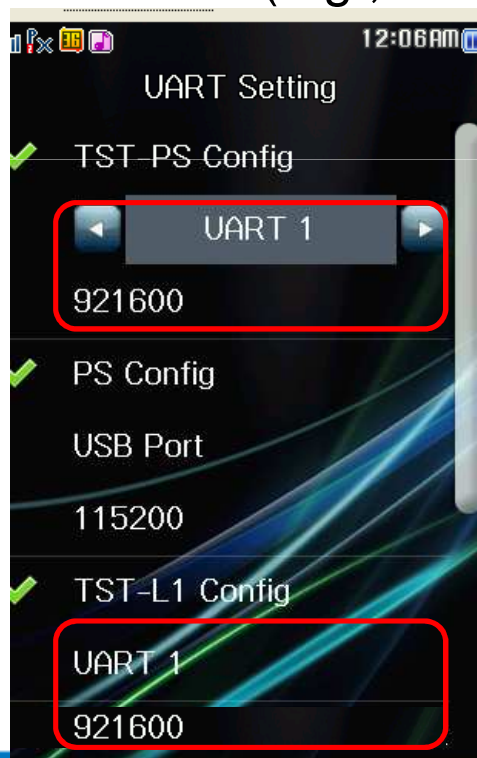 12:06AM
UART Setting
TST-PS Config
UART 1
921600
PS Config
USB Port
115200
TST-L1 Config
UART 1
921600